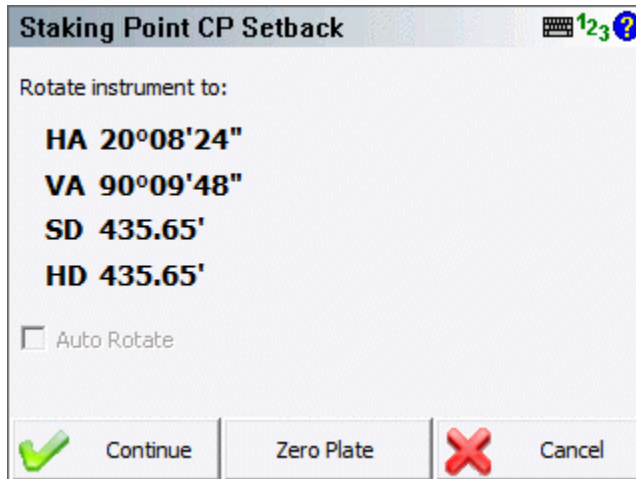 Staking Point CP Setback 123 ?
Rotate instrument to:
HA 20°08'24"
VA 90°09'48"
SD 435.65'
HD 435.65'
Auto Rotate
Continue Zero Plate Cancel